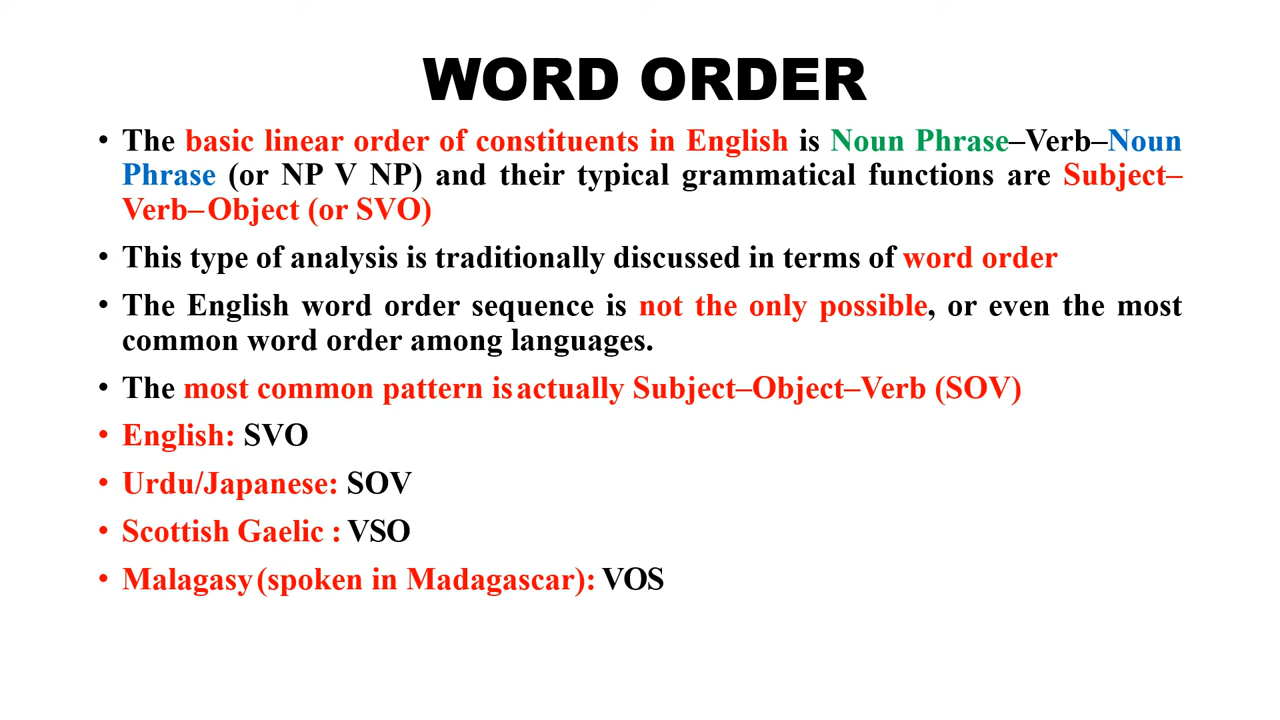 WORD ORDER
• The basic linear order of constituents in English is Noun Phrase–Verb–Noun
Phrase (or NP V NP) and their typical grammatical functions are Subject–
Verb–Object (or SVO)
• This type of analysis is traditionally discussed in terms of word order
• The English word order sequence is not the only possible, or even the most
common word order among languages.
• The most common pattern is actually Subject–Object–Verb (SOV)
• English: SVO
• Urdu/Japanese: SOV
• Scottish Gaelic : VSO
• Malagasy (spoken in Madagascar): VOS